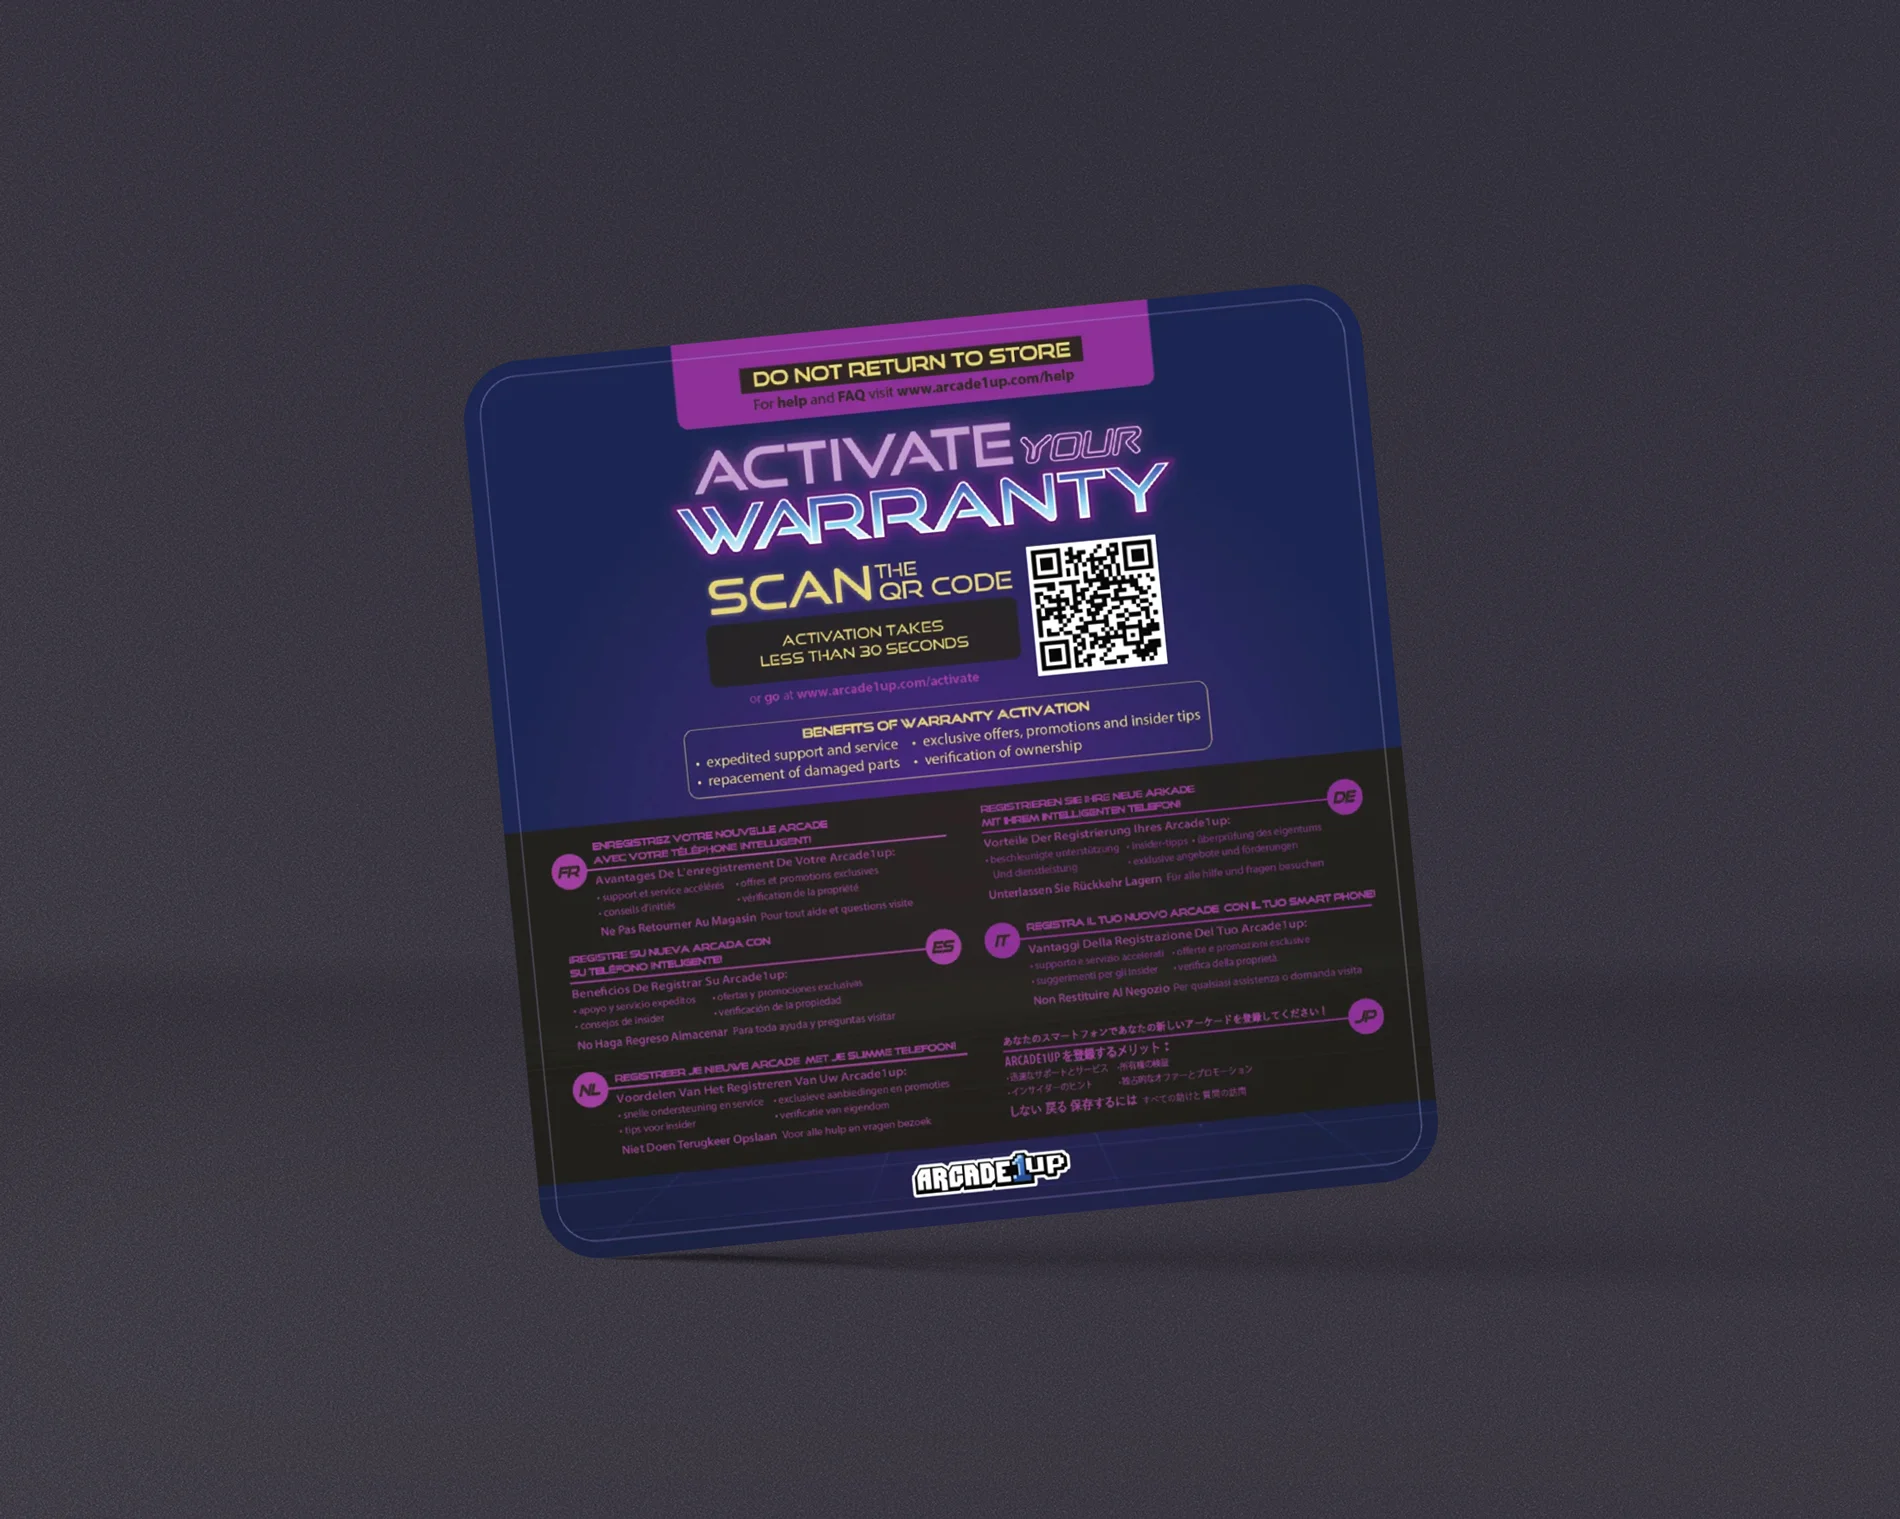 DO NOT RETURN TO STORE
For help and FAQ visit www.arcade1up.com/help
ACTIVATE YOUR
WARRANTY
SCAN THE
QR CODE
ACTIVATION TAKES
LESS THAN 30 SECONDS
or go at www.arcade1up.com/activate
BENEFITS OF WARRANTY ACTIVATION
• expedited support and service • exclusive offers, promotions and insider tips
• repacement of damaged parts • verification of ownership
FR
ENREGISTREZ VOTRE NOUVELLE ARCADE
AVEC VOTRE TÉLÉPHONE INTELLIGENT!
Avantages De L'enregistrement De Votre Arcade1up:
• support et service accélérés • offres et promotions exclusives
• conseils d'initiés • vérification de la propriété
Ne Pas Retourner Au Magasin Pour tout aide et questions visite
ES
¡REGISTRE SU NUEVA ARCADA CON
SU TELÉFONO INTELIGENTE!
Beneficios De Registrar Su Arcade1up:
• apoyo y servicio expeditos • ofertas y promociones exclusivas
• consejos de insider • verificación de la propiedad
No Haga Regreso Almacenar Para toda ayuda y preguntas visitar
NL
REGISTREER JE NIEUWE ARCADE MET JE SLIMME TELEFOON!
Voordelen Van Het Registreren Van Uw Arcade1up:
• snelle ondersteuning en service • exclusieve aanbiedingen en promoties
• tips voor insider • verificatie van eigendom
Niet Doen Terugkeer Opslaan Voor alle hulp en vragen bezoek
DE
REGISTRIEREN SIE IHRE NEUE ARKADE
MIT IHREM INTELLIGENTEN TELEFON!
Vorteile Der Registrierung Ihres Arcade1up:
• beschleunigte unterstützung • Insider-tipps • überprüfung des eigentums
Und dienstleistung • exklusive angebote und förderungen
Unterlassen Sie Rückkehr Lagern Für alle hilfe und fragen besuchen
IT
REGISTRA IL TUO NUOVO ARCADE CON IL TUO SMART PHONE!
Vantaggi Della Registrazione Del Tuo Arcade1up:
• supporto e servizio accelerati • offerte e promozioni esclusive
• suggerimenti per gli insider • verifica della proprietà
Non Restituire Al Negozio Per qualsiasi assistenza o domanda visita
JP
あなたのスマートフォンであなたの新しいアーケードを登録してください！
ARCADE1UPを登録するメリット：
・迅速なサポートとサービス ・所有権の検証
・インサイダーのヒント ・独占的なオファーとプロモーション
しない 戻る 保存するには すべての助けと質問の訪問
ARCADE1UP